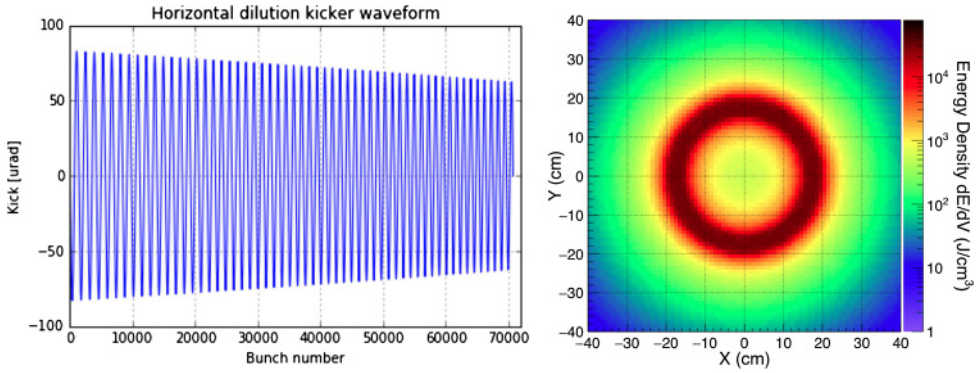 Horizontal dilution kicker waveform
100
50
0
−50
−100
Kick [urad]
0 10000 20000 30000 40000 50000 60000 70000
Bunch number
40
30
20
10
0
−10
−20
−30
−40
Y (cm)
−40 −30 −20 −10 0 10 20 30 40
X (cm)
10⁴
10³
10²
10
1
Energy Density dE/dV (J/cm³)